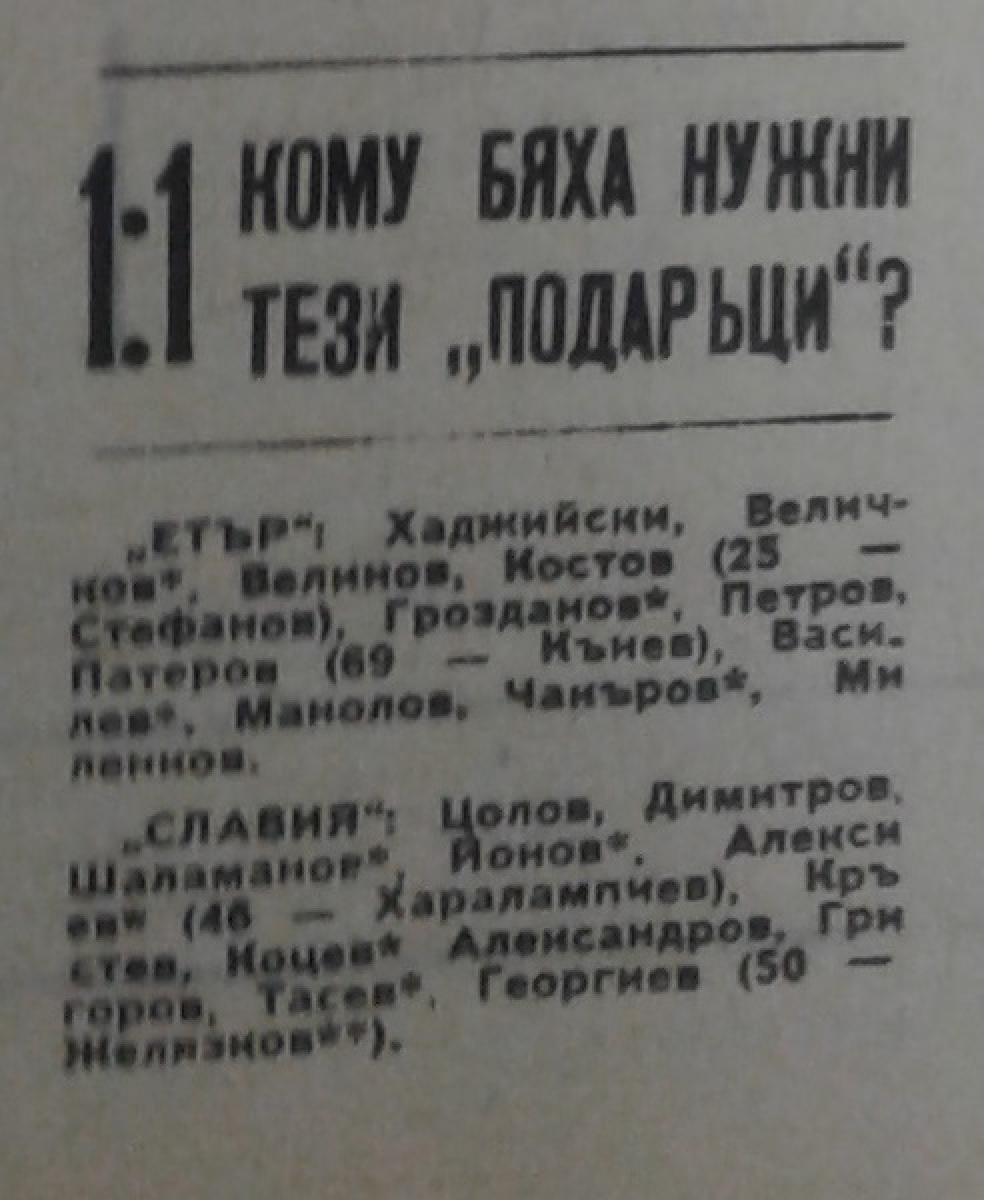 1:1 КОМУ БЯХА НУЖНИ
ТЕЗИ „ПОДАРЪЦИ“?
„ЕТЪР“: Хаджийски, Велич-
ков*, Велинов, Костов (25 —
Стефанов), Грозданов*, Петров,
Патеров (69 — Кънев), Васи-
лев*, Манолов, Чакъров*, Ми
ленков.
„СЛАВИЯ“: Цолов, Димитров,
Шаламанов*, Йонов*, Алекси
ев* (46 — Харалампиев), Кръ
стев, Коцев* Александров, Гри
горов, Тасев*, Георгиев (50 —
Желязков**).